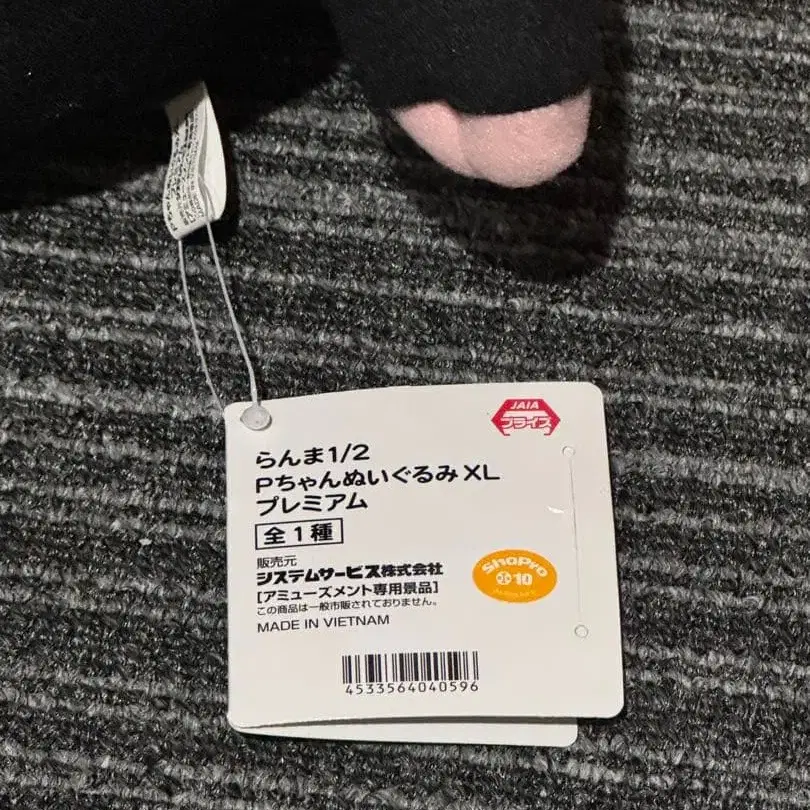 JAIA
プライズ
らんま1/2
PちゃんぬいぐるみXL
プレミアム
全1種
販売元
システムサービス株式会社
[アミューズメント専用景品]
この商品は一般市販されておりません。
MADE IN VIETNAM
ShoPro
10
4533564040596